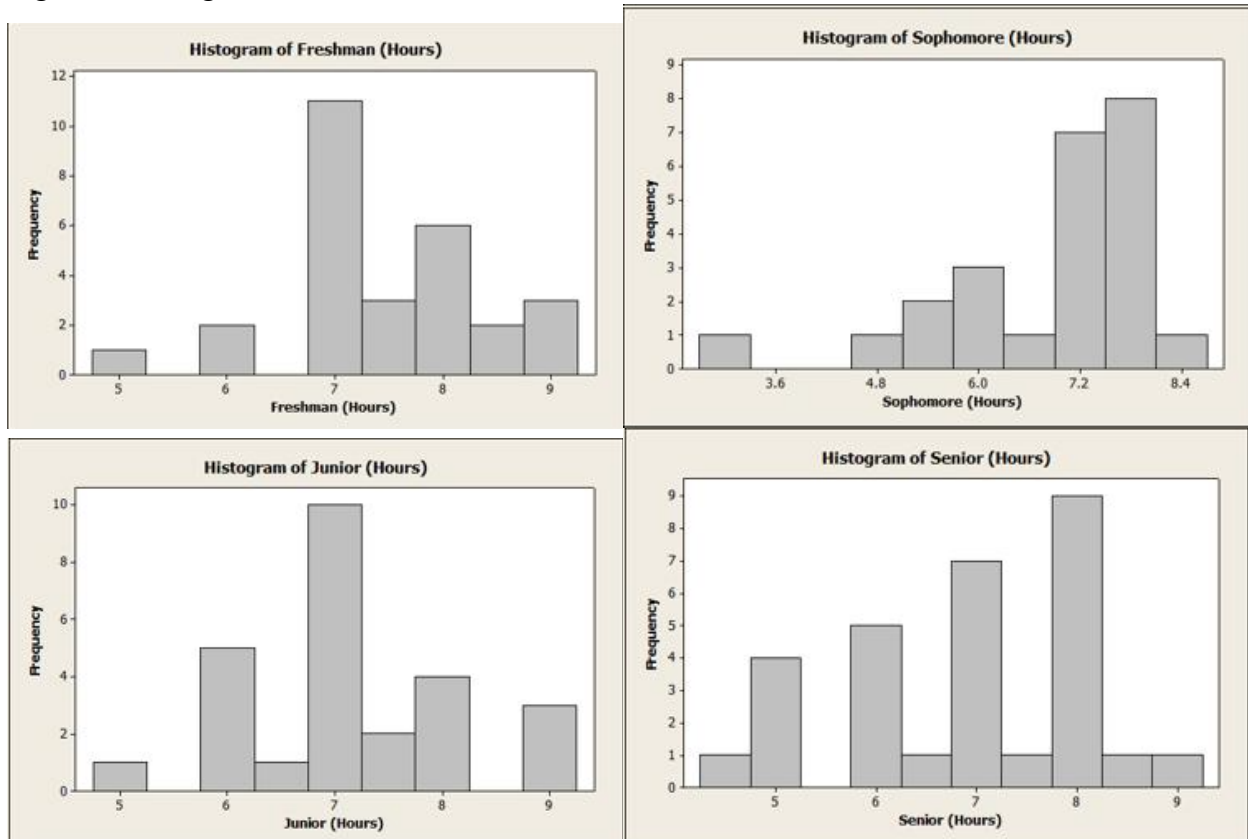 Histogram of Freshman (Hours)
12
10
8
6
4
2
0
Frequency
5 6 7 8 9
Freshman (Hours)
Histogram of Sophomore (Hours)
9
8
7
6
5
4
3
2
1
0
Frequency
3.6 4.8 6.0 7.2 8.4
Sophomore (Hours)
Histogram of Junior (Hours)
10
8
6
4
2
0
Frequency
5 6 7 8 9
Junior (Hours)
Histogram of Senior (Hours)
9
8
7
6
5
4
3
2
1
0
Frequency
5 6 7 8 9
Senior (Hours)